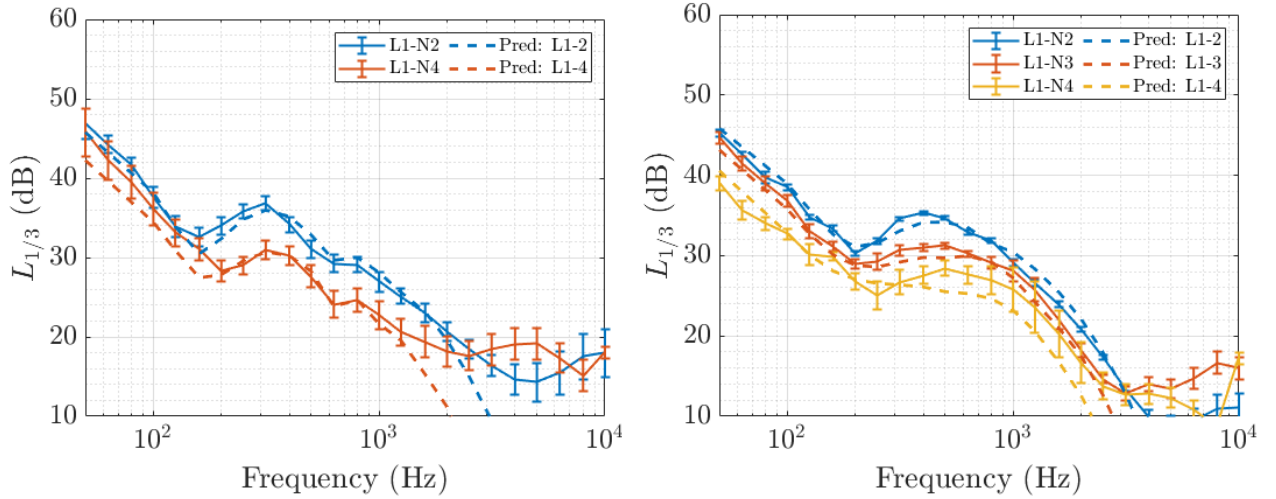 60
50
40
30
20
10
L1/3 (dB)
L1-N2 Pred: L1-2
L1-N4 Pred: L1-4
10² 10³ 10⁴
Frequency (Hz)
60
50
40
30
20
10
L1/3 (dB)
L1-N2 Pred: L1-2
L1-N3 Pred: L1-3
L1-N4 Pred: L1-4
10² 10³ 10⁴
Frequency (Hz)